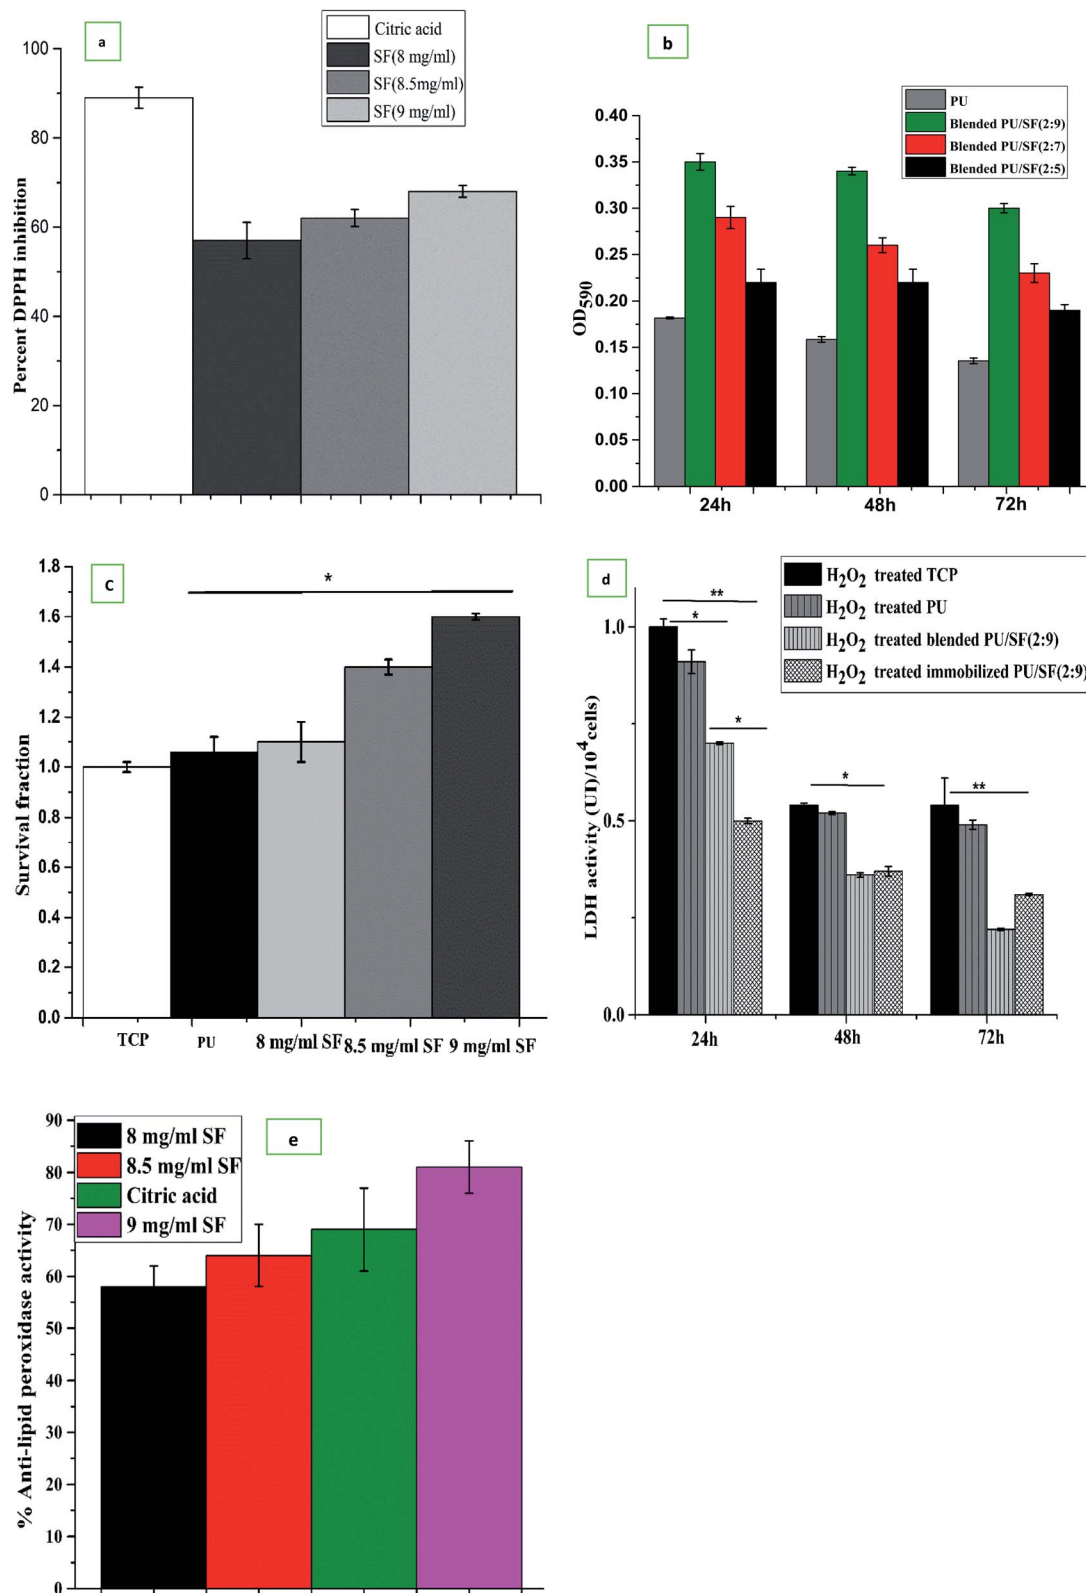 a
Citric acid
SF(8 mg/ml)
SF(8.5mg/ml)
SF(9 mg/ml)
100
80
60
40
20
0
Percent DPPH inhibition
b
PU
Blended PU/SF(2:9)
Blended PU/SF(2:7)
Blended PU/SF(2:5)
0.40
0.35
0.30
0.25
0.20
0.15
0.10
0.05
0.00
OD590
24h 48h 72h
c
1.8
1.6
1.4
1.2
1.0
0.8
0.6
0.4
0.2
0.0
Survival fraction
*
TCP PU 8 mg/ml SF 8.5 mg/ml SF 9 mg/ml SF
d
H2O2 treated TCP
H2O2 treated PU
H2O2 treated blended PU/SF(2:9)
H2O2 treated immobilized PU/SF(2:9)
1.0
0.5
0.0
LDH activity (UI)/10^4 cells)
**
*
*
*
**
24h 48h 72h
e
8 mg/ml SF
8.5 mg/ml SF
Citric acid
9 mg/ml SF
90
80
70
60
50
40
30
20
10
0
% Anti-lipid peroxidase activity